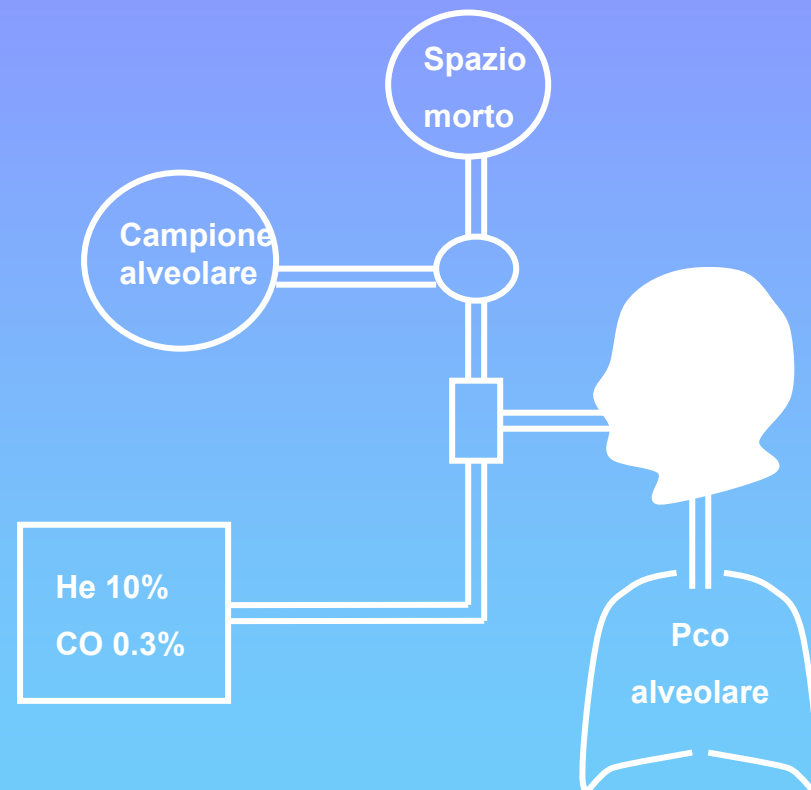 Spazio
morto
Campione
alveolare
He 10%
CO 0.3%
Pco
alveolare